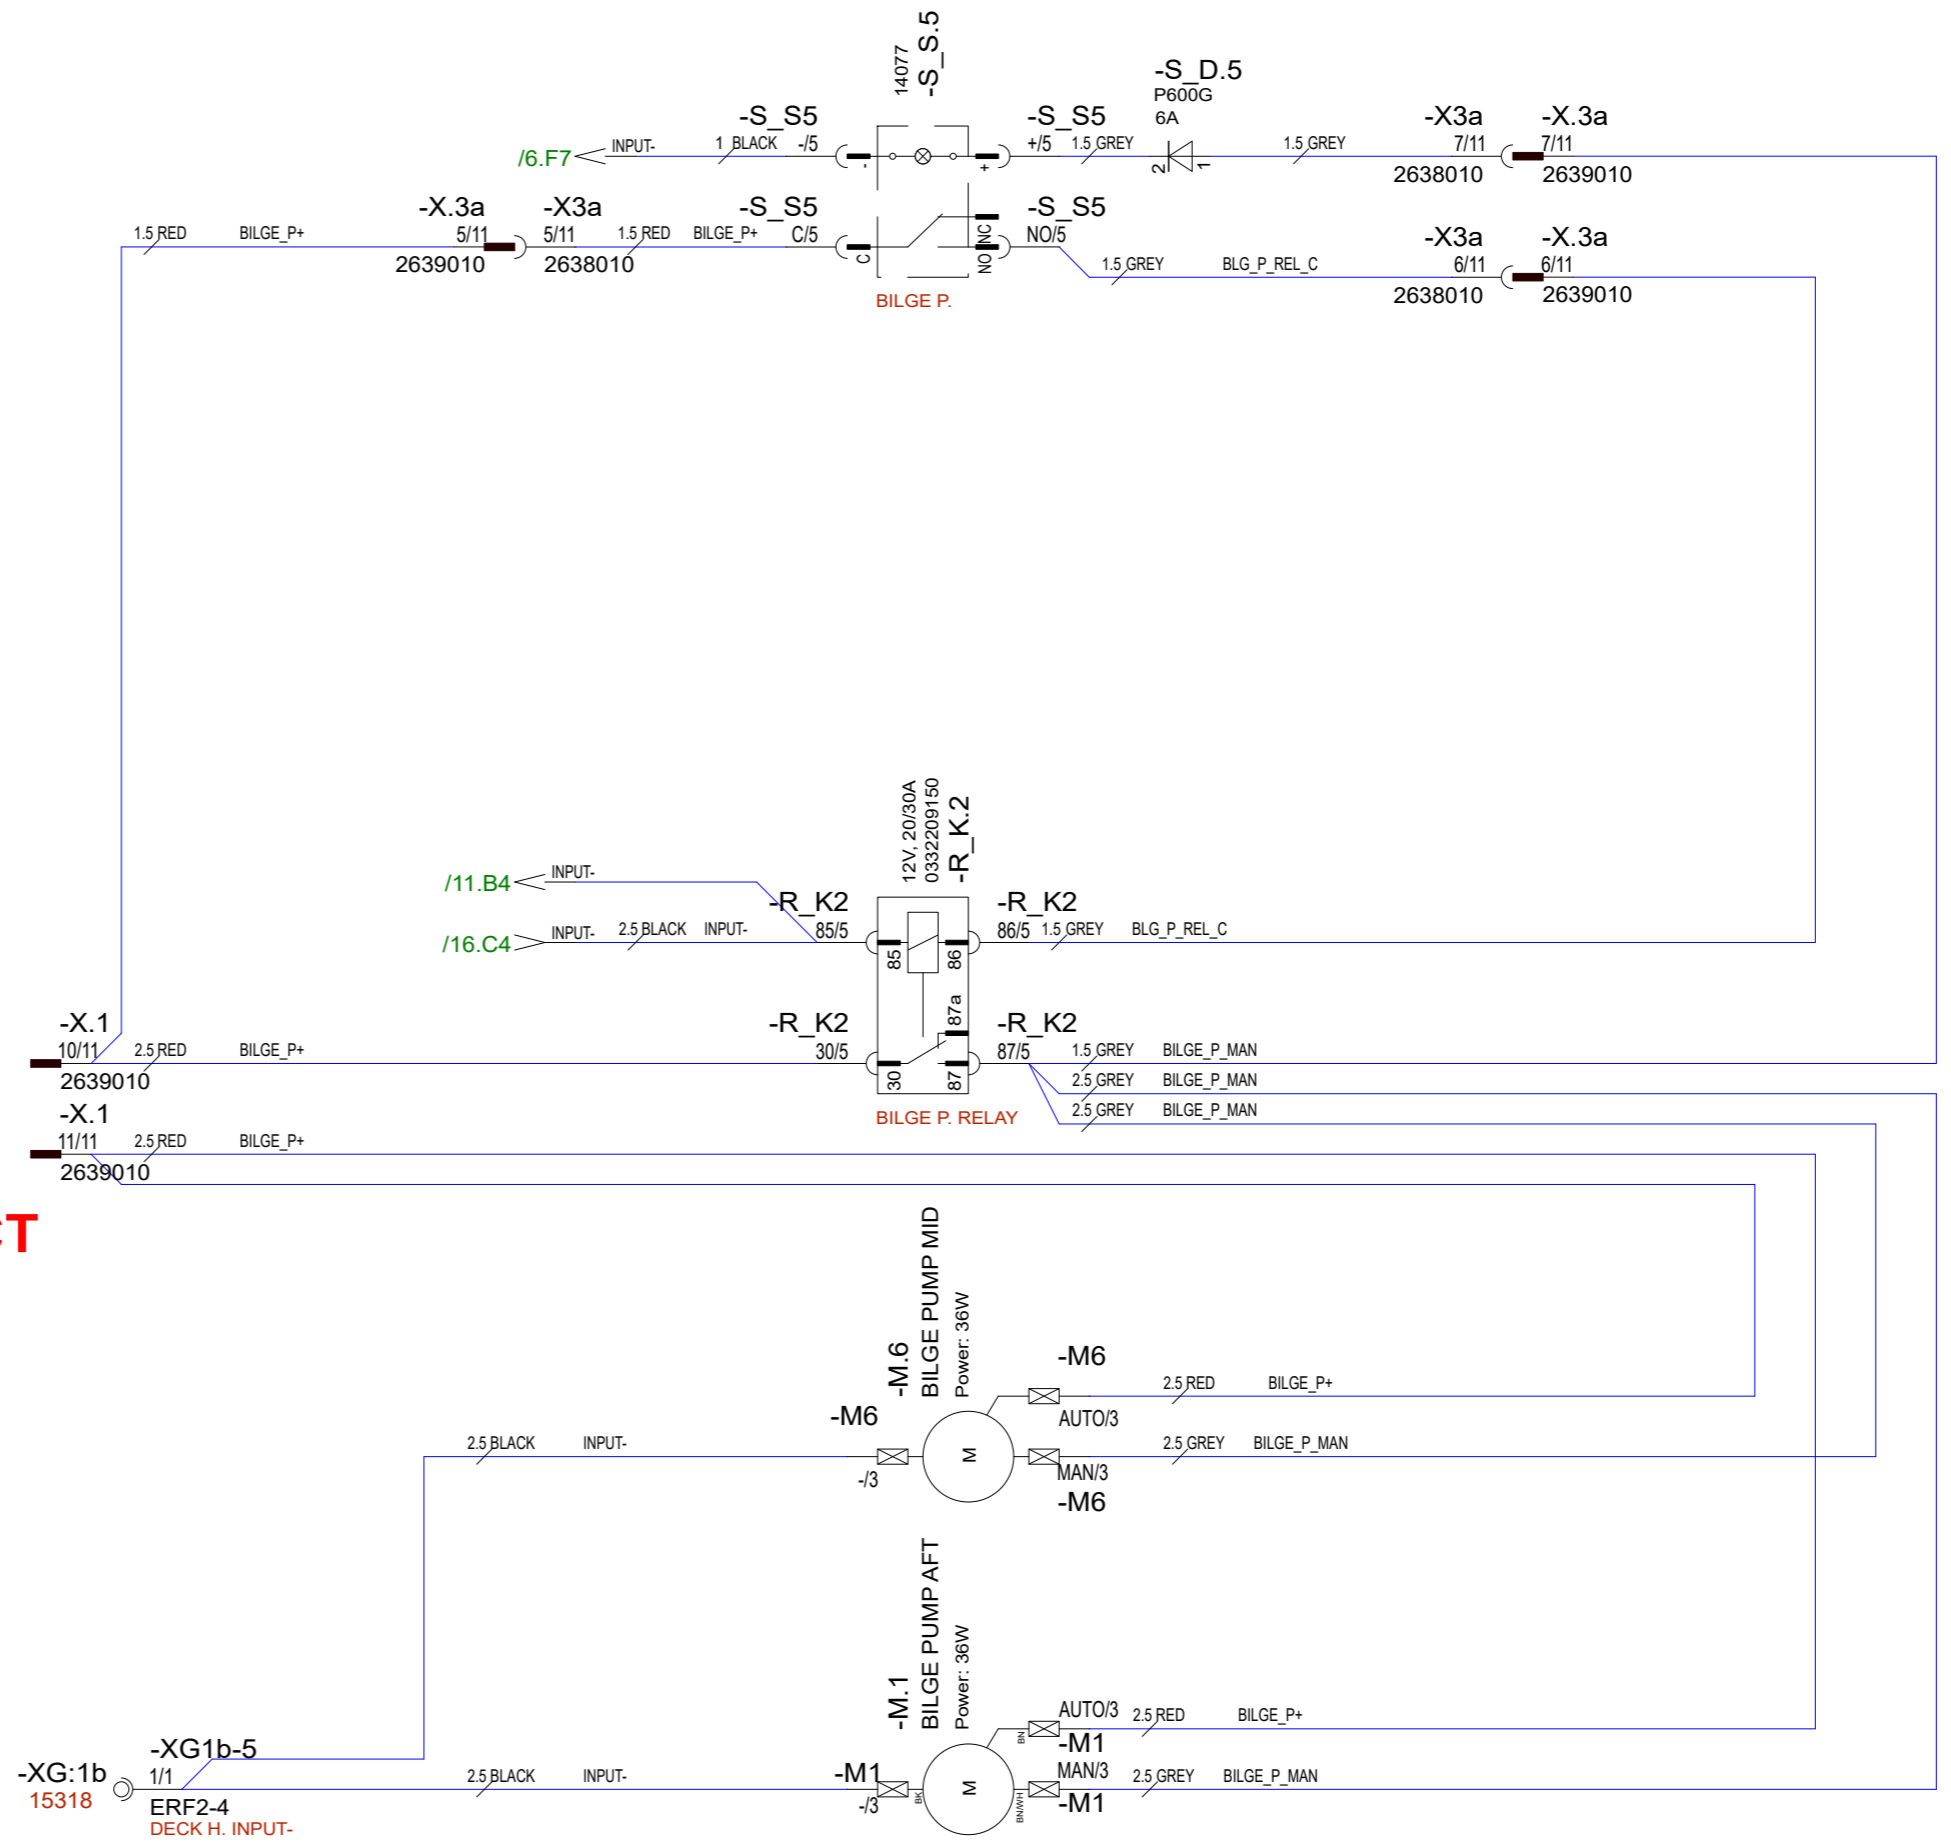 14077
-S_S.5
-S_D.5
P600G
6A
-S_S5
-/5
/6.F7
INPUT-
1 BLACK
-
+
-S_S5
+/5
1.5 GREY
2
1
1.5 GREY
-X3a
7/11
2638010
-X.3a
7/11
2639010
1.5 RED
BILGE_P+
-X.3a
5/11
2639010
-X3a
5/11
2638010
1.5 RED
BILGE_P+
-S_S5
C/5
C
NC
NO
-S_S5
NO/5
BILGE P.
1.5 GREY
BLG_P_REL_C
-X3a
6/11
2638010
-X.3a
6/11
2639010
12V, 20/30A
0332209150
-R_K.2
/11.B4
INPUT-
/16.C4
INPUT-
2.5 BLACK
INPUT-
-R_K2
85/5
85
86
-R_K2
86/5
1.5 GREY
BLG_P_REL_C
-X.1
10/11
2639010
2.5 RED
BILGE_P+
-R_K2
30/5
30
87a
87
-R_K2
87/5
1.5 GREY
BILGE_P_MAN
2.5 GREY
BILGE_P_MAN
2.5 GREY
BILGE_P_MAN
BILGE P. RELAY
-X.1
11/11
2639010
2.5 RED
BILGE_P+
CT
-M.6
BILGE PUMP MID
Power: 36W
-M6
AUTO/3
2.5 RED
BILGE_P+
2.5 BLACK
INPUT-
-M6
-/3
M
MAN/3
-M6
2.5 GREY
BILGE_P_MAN
-M.1
BILGE PUMP AFT
Power: 36W
AUTO/3
-M1
BN
2.5 RED
BILGE_P+
-XG:1b
15318
-XG1b-5
1/1
ERF2-4
DECK H. INPUT-
2.5 BLACK
INPUT-
-M1
-/3
BK
M
BN/WH
MAN/3
-M1
2.5 GREY
BILGE_P_MAN